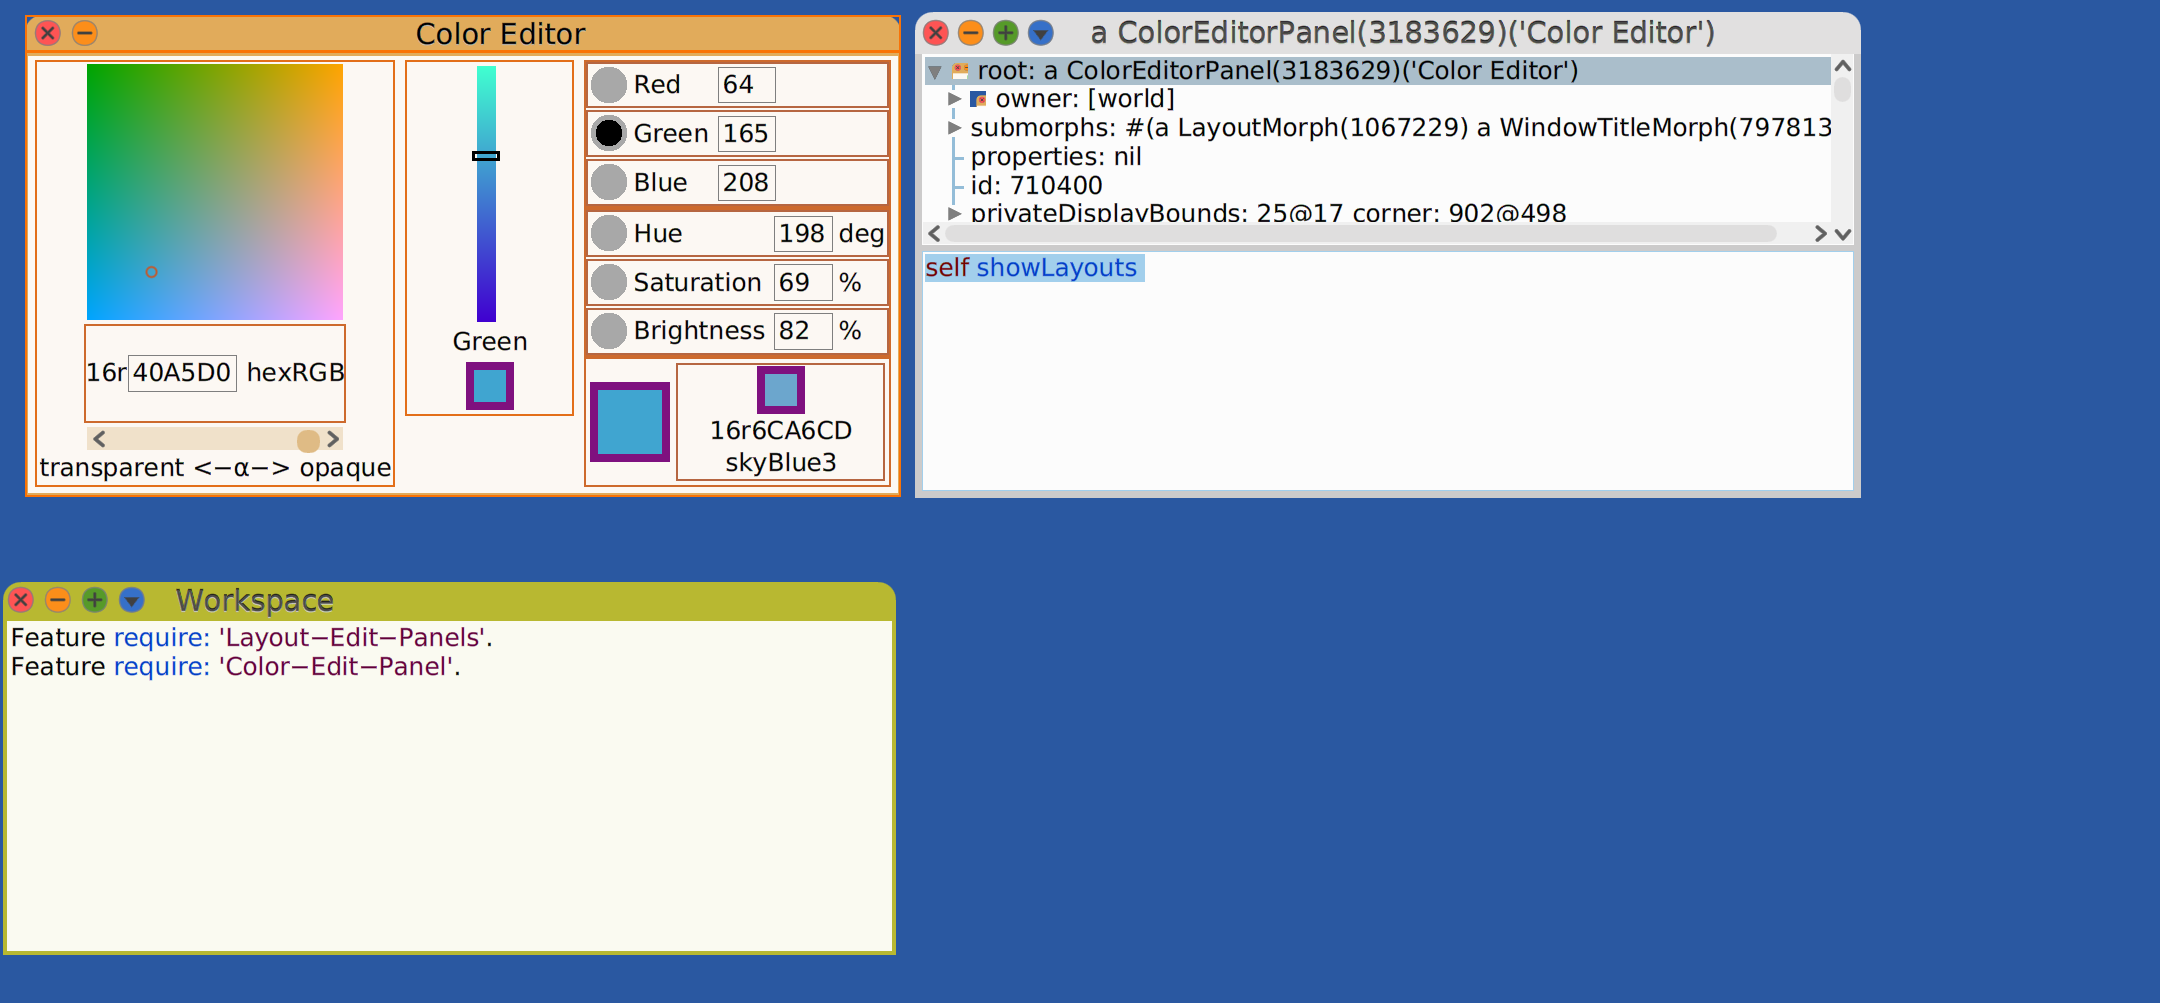 Color Editor
Red 64
Green 165
Blue 208
Hue 198 deg
Saturation 69 %
Brightness 82 %
16r 40A5D0 hexRGB
transparent <−α−> opaque
Green
16r6CA6CD
skyBlue3
a ColorEditorPanel(3183629)('Color Editor')
root: a ColorEditorPanel(3183629)('Color Editor')
owner: [world]
submorphs: #(a LayoutMorph(1067229) a WindowTitleMorph(797813
properties: nil
id: 710400
privateDisplayBounds: 25@17 corner: 902@498
self showLayouts
Workspace
Feature require: 'Layout−Edit−Panels'.
Feature require: 'Color−Edit−Panel'.